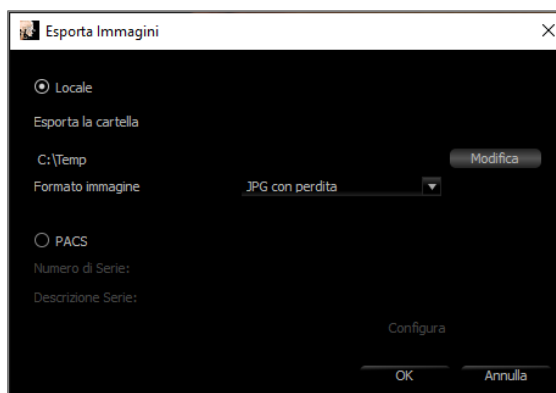 Esporta Immagini
Locale
Esporta la cartella
C:\Temp
Modifica
Formato immagine
JPG con perdita
PACS
Numero di Serie:
Descrizione Serie:
Configura
OK
Annulla